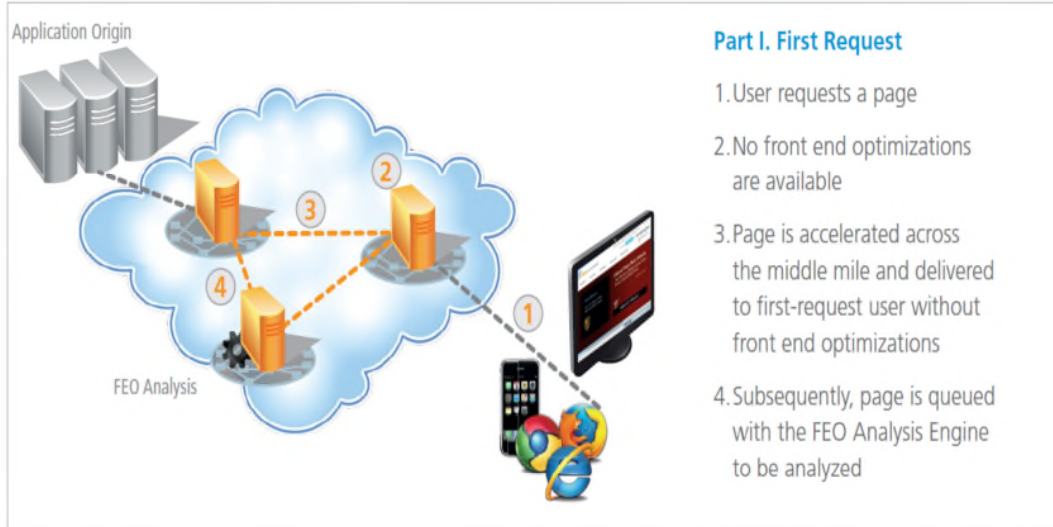 Application Origin
2
3
4
1
FEO Analysis
Part I. First Request
1. User requests a page
2. No front end optimizations
are available
3. Page is accelerated across
the middle mile and delivered
to first-request user without
front end optimizations
4. Subsequently, page is queued
with the FEO Analysis Engine
to be analyzed